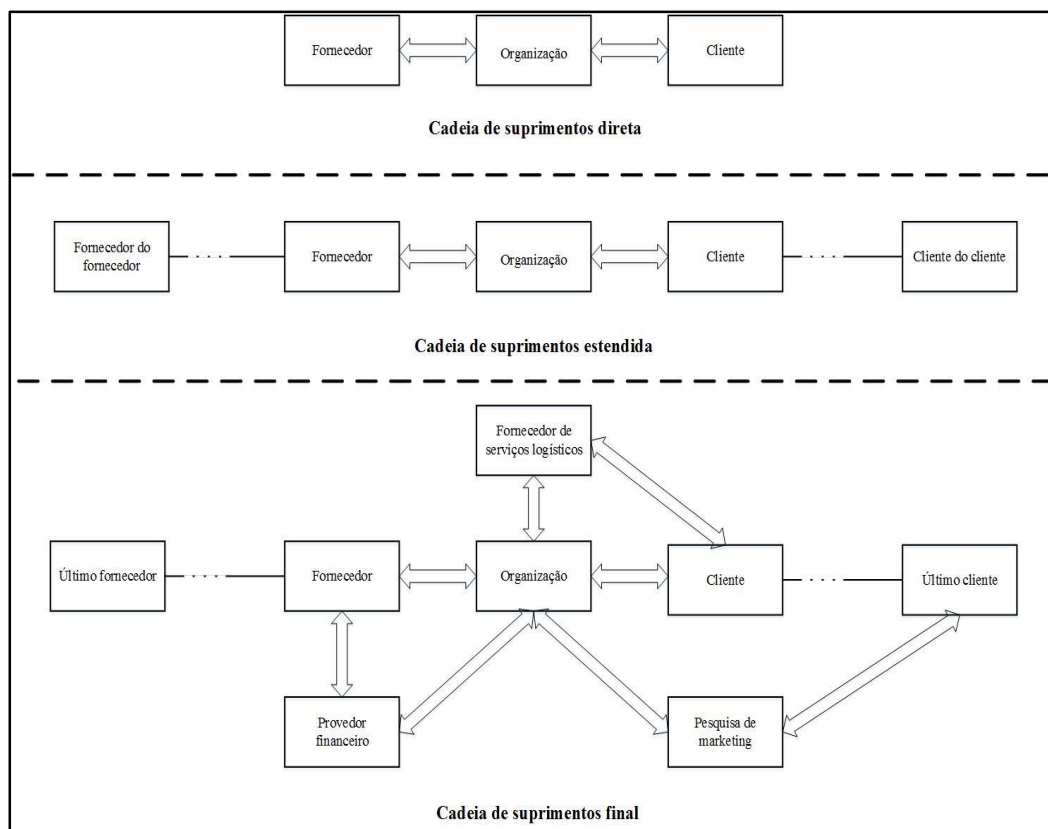 Fornecedor
Organização
Cliente
Cadeia de suprimentos direta
Fornecedor do
fornecedor
Fornecedor
Organização
Cliente
Cliente do cliente
Cadeia de suprimentos estendida
Fornecedor de
serviços logísticos
Último fornecedor
Fornecedor
Organização
Cliente
Último cliente
Provedor
financeiro
Pesquisa de
marketing
Cadeia de suprimentos final